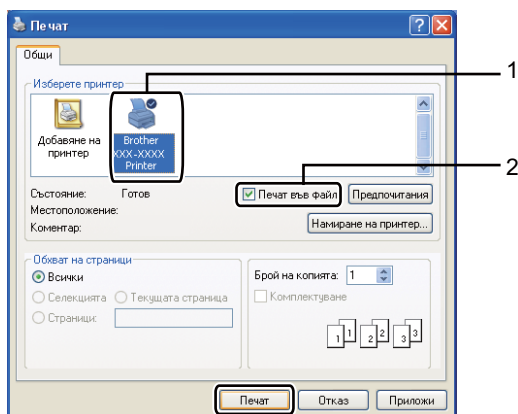 Печат
Общи
Изберете принтер
1
Добавяне на принтер
Brother XXX-XXXX Printer
2
Състояние: Готов
Печат във файл
Предпочитания
Местоположение:
Коментар:
Намиране на принтер...
Обхват на страници
Всички
Селекцията Текущата страница
Страници:
Брой на копията: 1
Комплектуване
1 1 2 2 3 3
Печат Отказ Приложи